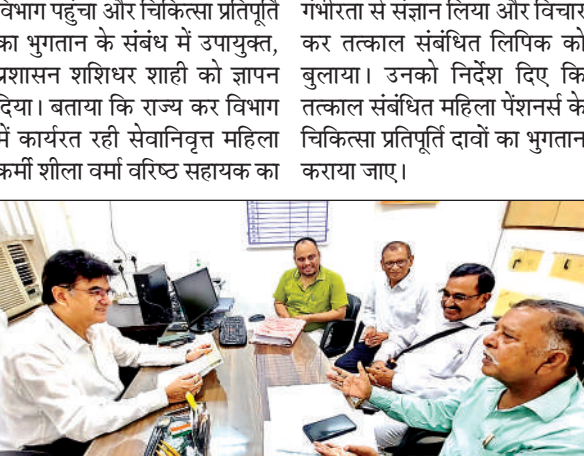 विभाग पहुंचा और चिकित्सा प्रतिपूर्ति
का भुगतान के संबंध में उपायुक्त,
प्रशासन शशिधर शाही को ज्ञापन
दिया। बताया कि राज्य कर विभाग
में कार्यरत रही सेवानिवृत्त महिला
कर्मी शीला वर्मा वरिष्ठ सहायक का
गंभीरता से संज्ञान लिया और विचार
कर तत्काल संबंधित लिपिक को
बुलाया। उनको निर्देश दिए कि
तत्काल संबंधित महिला पेंशनर्स के
चिकित्सा प्रतिपूर्ति दावों का भुगतान
कराया जाए।